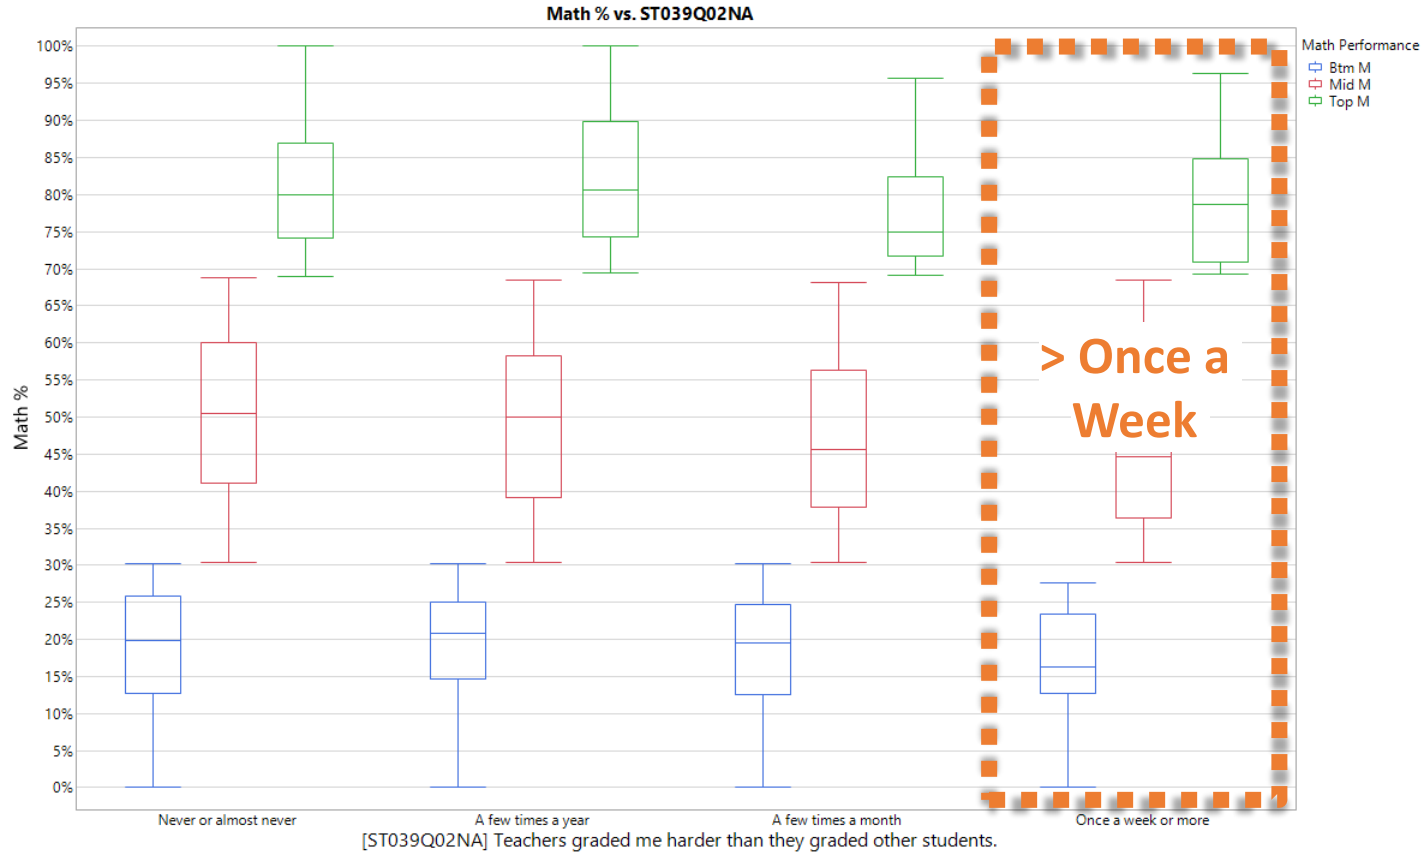 Math % vs. ST039Q02NA
Math Performance
Btm M
Mid M
Top M
100%
95%
90%
85%
80%
75%
70%
65%
60%
55%
50%
45%
40%
35%
30%
25%
20%
15%
10%
5%
0%
Math %
> Once a
Week
Never or almost never A few times a year A few times a month Once a week or more
[ST039Q02NA] Teachers graded me harder than they graded other students.